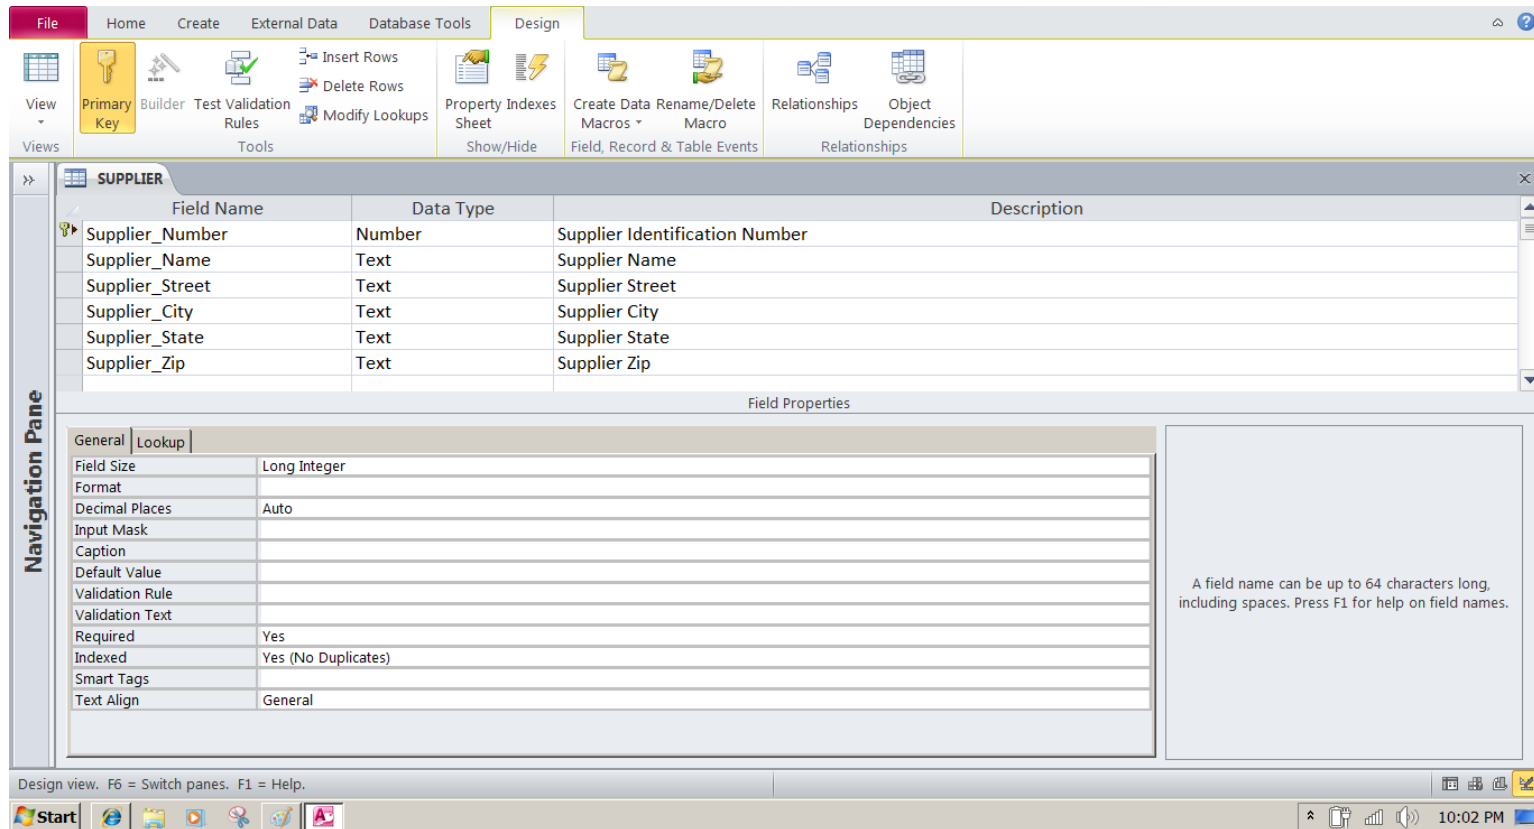 File Home Create External Data Database Tools Design
View
Views
Primary Key
Builder
Test Validation Rules
Insert Rows
Delete Rows
Modify Lookups
Tools
Property Sheet
Indexes
Show/Hide
Create Data Macros
Rename/Delete Macro
Field, Record & Table Events
Relationships
Object Dependencies
Relationships
SUPPLIER
Field Name Data Type Description
Supplier_Number Number Supplier Identification Number
Supplier_Name Text Supplier Name
Supplier_Street Text Supplier Street
Supplier_City Text Supplier City
Supplier_State Text Supplier State
Supplier_Zip Text Supplier Zip
Navigation Pane
Field Properties
General Lookup
Field Size Long Integer
Format
Decimal Places Auto
Input Mask
Caption
Default Value
Validation Rule
Validation Text
Required Yes
Indexed Yes (No Duplicates)
Smart Tags
Text Align General
A field name can be up to 64 characters long,
including spaces. Press F1 for help on field names.
Design view. F6 = Switch panes. F1 = Help.
Start 10:02 PM